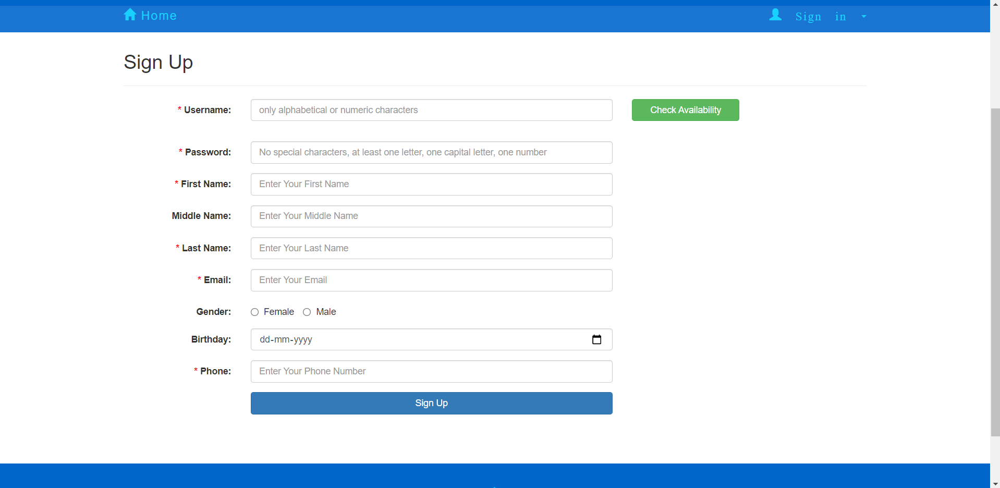 Home
Sign in
Sign Up
* Username:
only alphabetical or numeric characters
Check Availability
* Password:
No special characters, at least one letter, one capital letter, one number
* First Name:
Enter Your First Name
Middle Name:
Enter Your Middle Name
* Last Name:
Enter Your Last Name
* Email:
Enter Your Email
Gender:
Female
Male
Birthday:
dd-mm-yyyy
* Phone:
Enter Your Phone Number
Sign Up